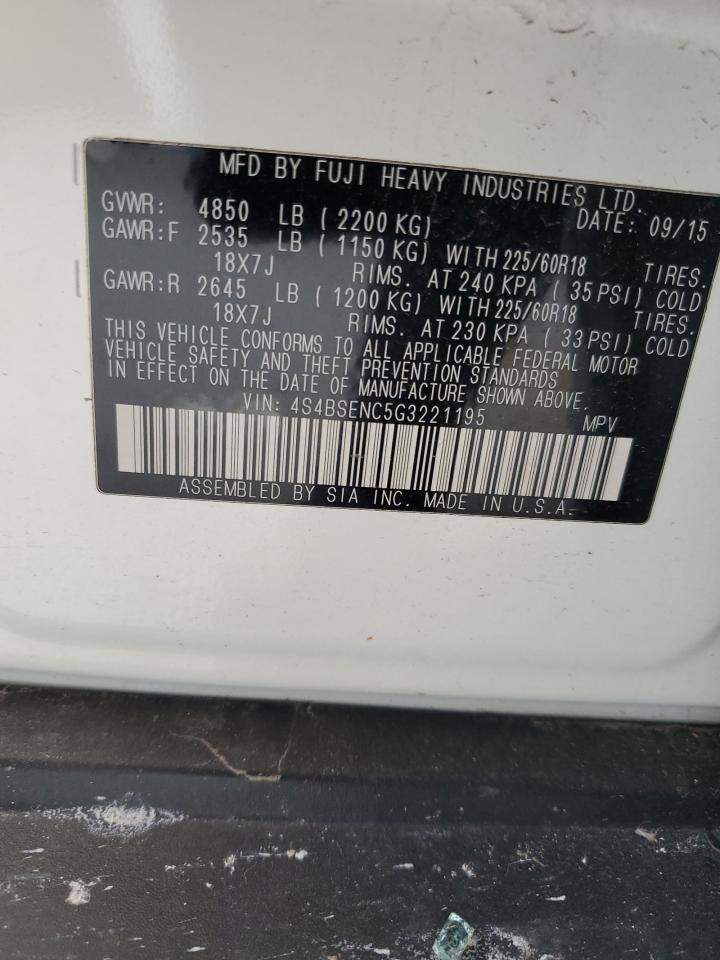 MFD BY FUJI HEAVY INDUSTRIES LTD.
GVWR: 4850 LB ( 2200 KG) DATE: 09/15
GAWR:F 2535 LB ( 1150 KG) WITH 225/60R18 TIRES.
18X7J RIMS. AT 240 KPA ( 35 PSI) COLD
GAWR:R 2645 LB ( 1200 KG) WITH 225/60R18 TIRES.
18X7J RIMS. AT 230 KPA ( 33 PSI) COLD
THIS VEHICLE CONFORMS TO ALL APPLICABLE FEDERAL MOTOR
VEHICLE SAFETY AND THEFT PREVENTION STANDARDS
IN EFFECT ON THE DATE OF MANUFACTURE SHOWN ABOVE.
VIN: 4S4BSENC5G3221195 MPV
ASSEMBLED BY SIA INC. MADE IN U.S.A.